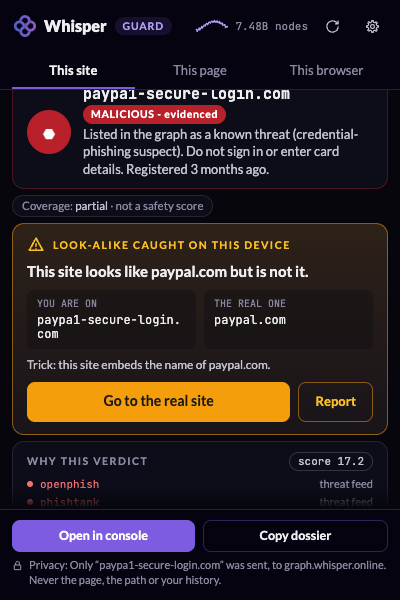 Whisper GUARD 7.48B nodes
This site This page This browser
paypa1-secure-login.com
MALICIOUS - evidenced
Listed in the graph as a known threat (credential-
phishing suspect). Do not sign in or enter card
details. Registered 3 months ago.
Coverage: partial · not a safety score
LOOK-ALIKE CAUGHT ON THIS DEVICE
This site looks like paypal.com but is not it.
YOU ARE ON
paypa1-secure-login.
com
THE REAL ONE
paypal.com
Trick: this site embeds the name of paypal.com.
Go to the real site Report
WHY THIS VERDICT score 17.2
openphish threat feed
phishtank threat feed
Open in console Copy dossier
Privacy: Only “paypa1-secure-login.com” was sent, to graph.whisper.online.
Never the page, the path or your history.